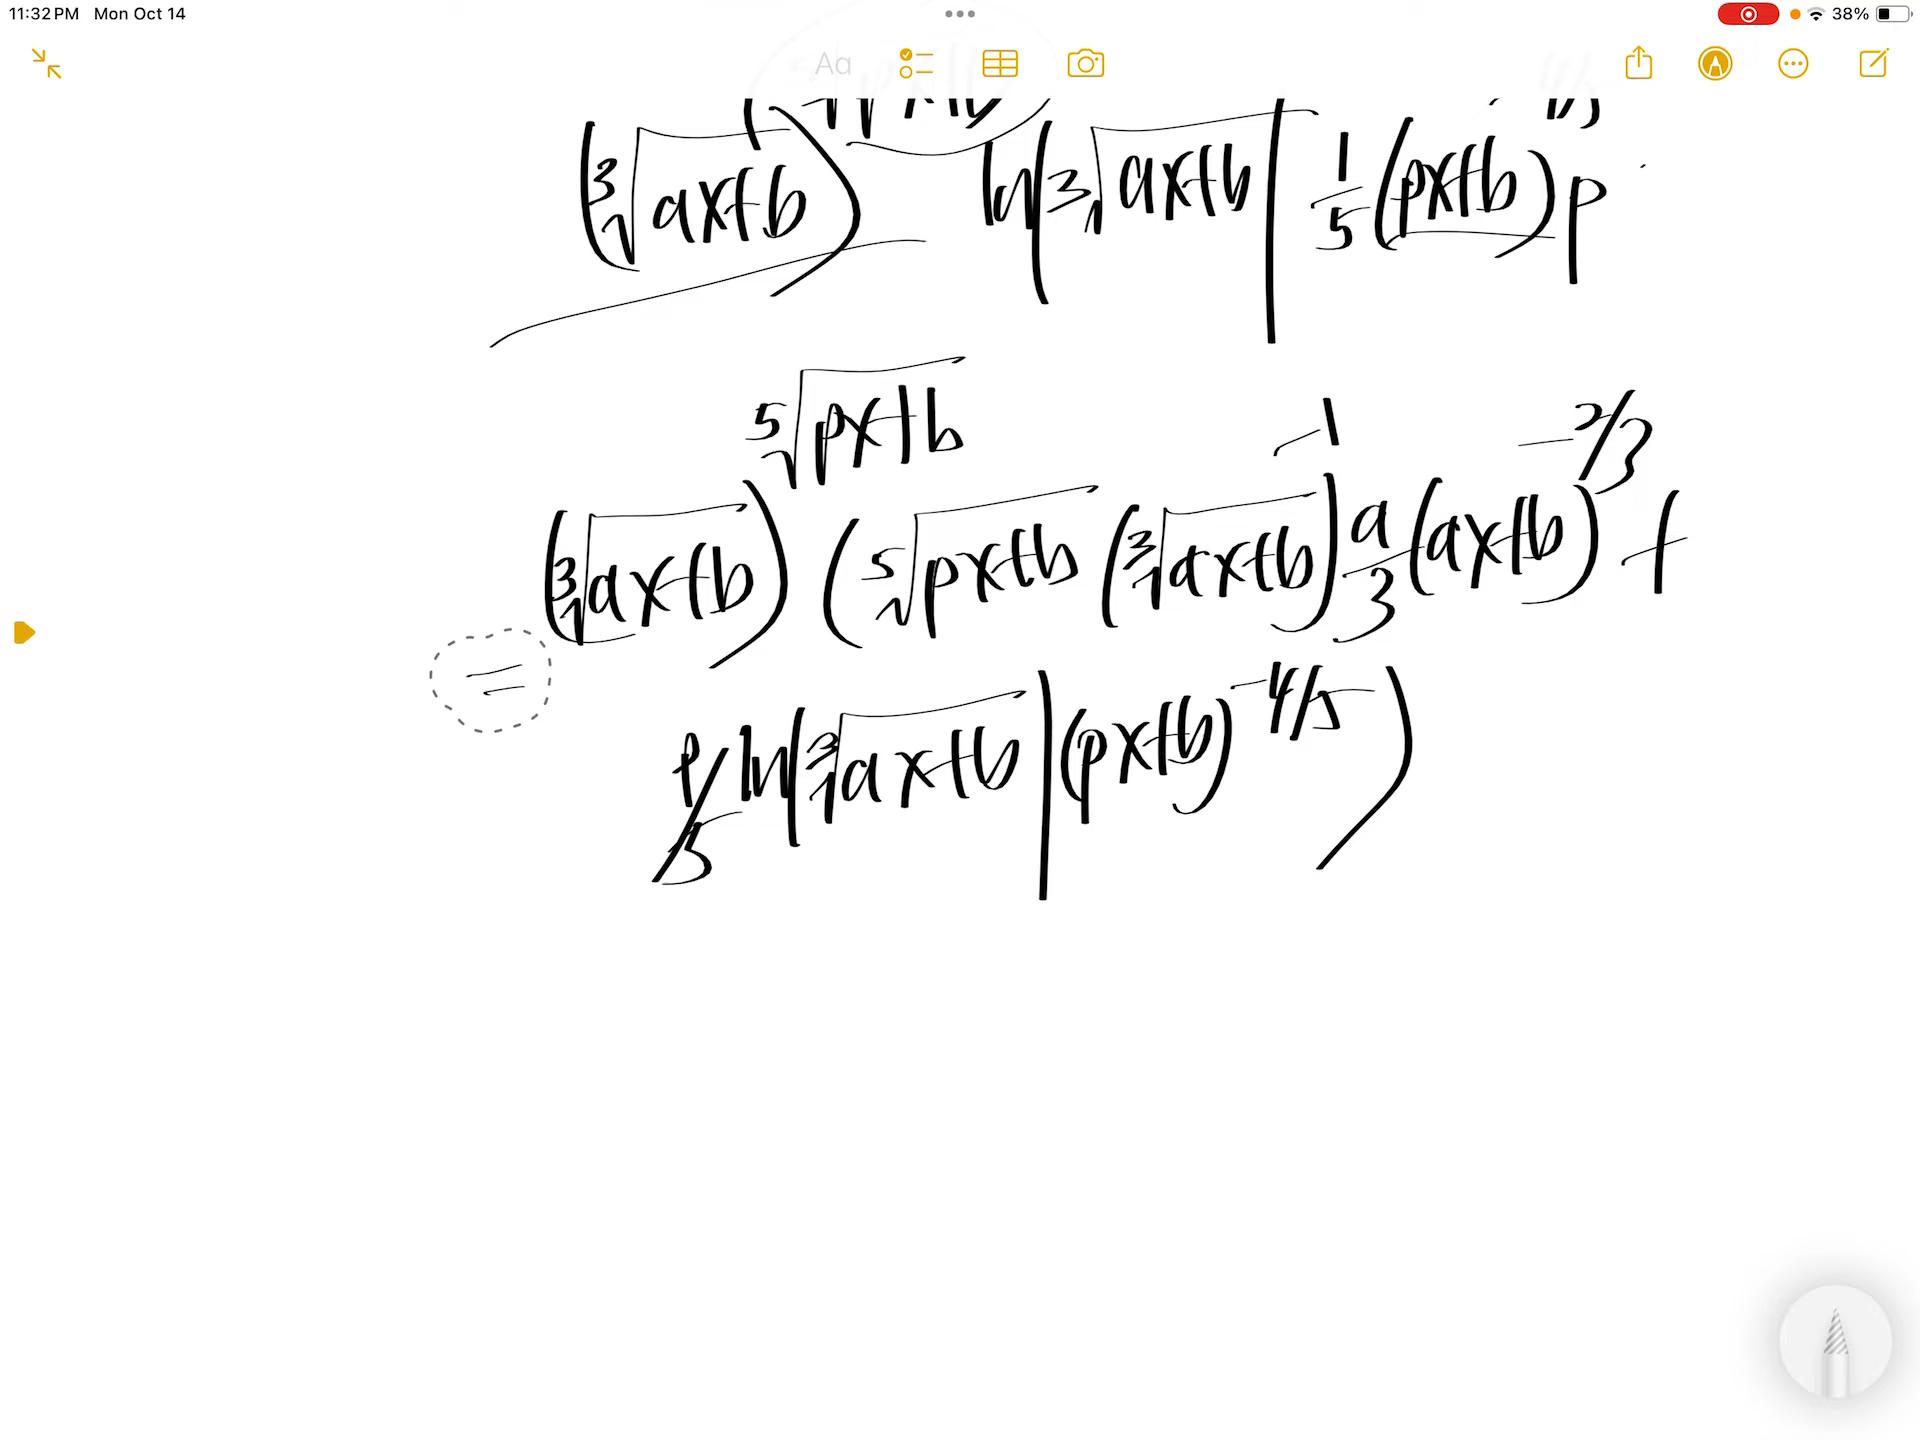 11:32 PM Mon Oct 14 38%
Aa
(∛(ax+b)) ln|∛(ax+b)| 1/5 (px+b) p
⁵√(px+b) -1 -2/3
(∛(ax+b)) (⁵√(px+b) (∛(ax+b)) a/3 (ax+b) +
=
p/5 ln|∛(ax+b)| (px+b)^-4/5 )